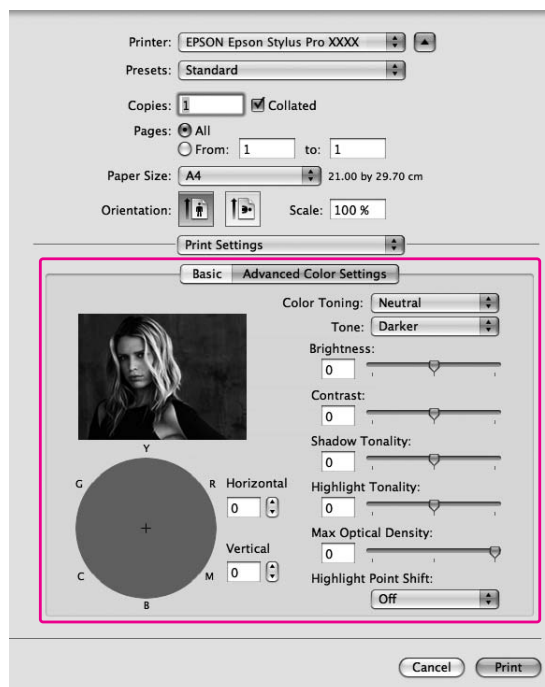 Printer: EPSON Epson Stylus Pro XXXX
Presets: Standard
Copies: 1 Collated
Pages: All
From: 1 to: 1
Paper Size: A4 21.00 by 29.70 cm
Orientation: Scale: 100 %
Print Settings
Basic Advanced Color Settings
Color Toning: Neutral
Tone: Darker
Brightness:
0
Contrast:
0
Shadow Tonality:
0
Highlight Tonality:
0
Max Optical Density:
0
Highlight Point Shift:
Off
Y
G R
C M
B
Horizontal
0
Vertical
0
Cancel Print